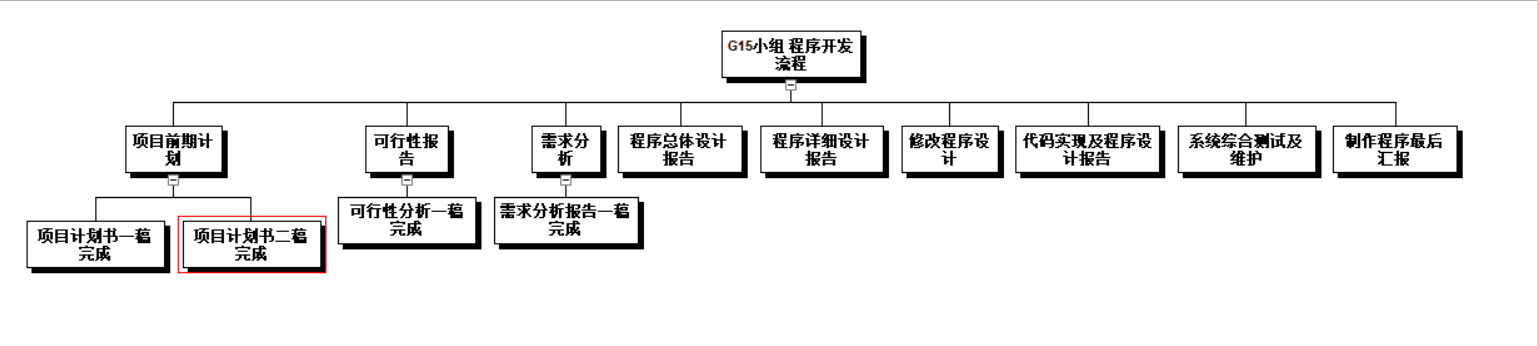 G15小组 程序开发
流程
项目前期计
划
可行性报
告
需求分
析
程序总体设计
报告
程序详细设计
报告
修改程序设
计
代码实现及程序设
计报告
系统综合测试及
维护
制作程序最后
汇报
项目计划书一稿
完成
项目计划书二稿
完成
可行性分析一稿
完成
需求分析报告一稿
完成